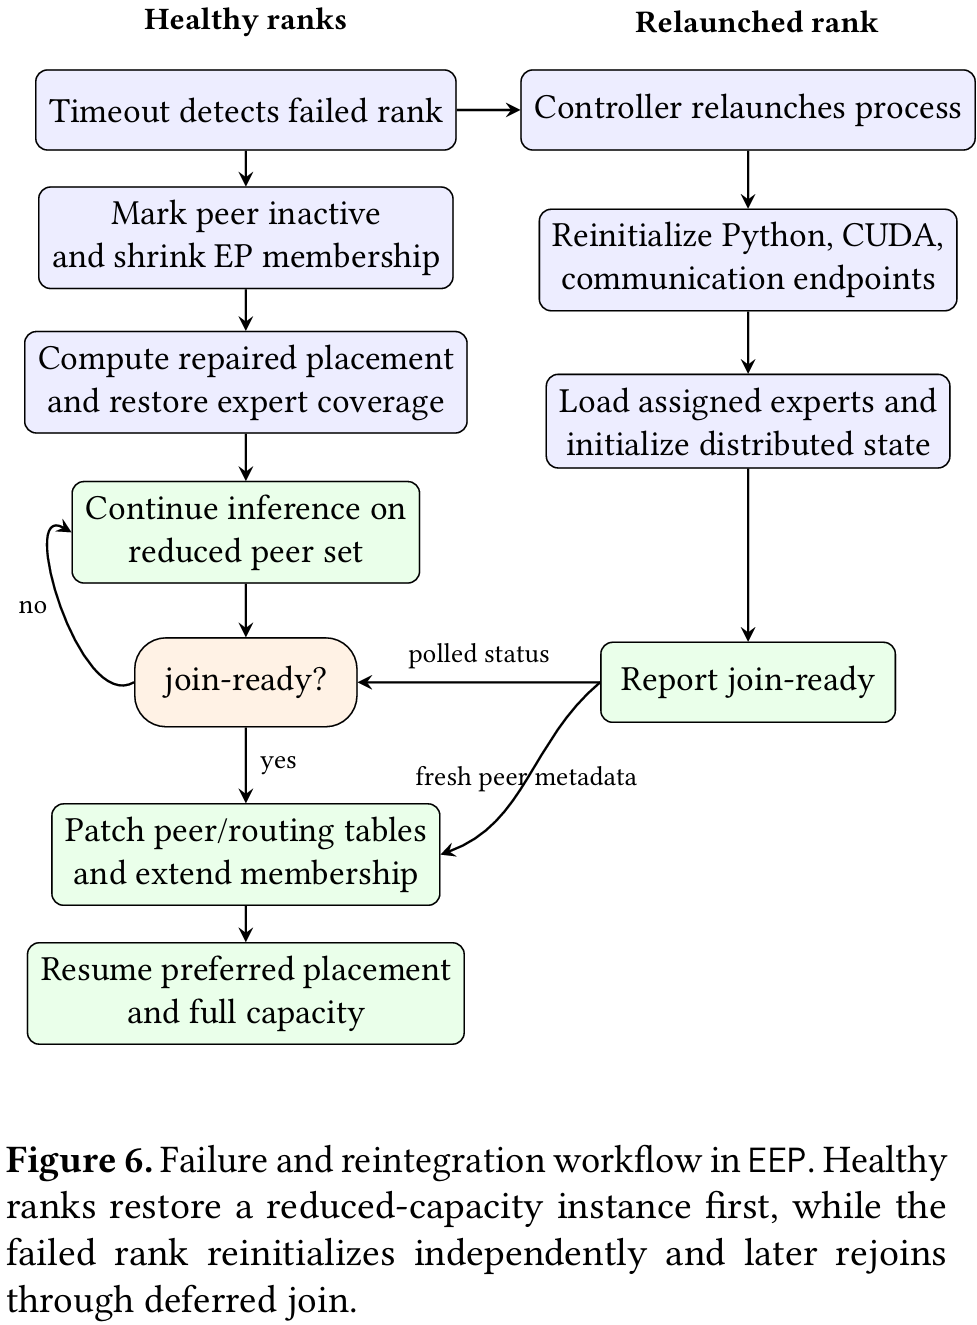 Healthy ranks
Relaunched rank
Timeout detects failed rank
Controller relaunches process
Mark peer inactive
and shrink EP membership
Reinitialize Python, CUDA,
communication endpoints
Compute repaired placement
and restore expert coverage
Load assigned experts and
initialize distributed state
Continue inference on
reduced peer set
no
join-ready?
polled status
Report join-ready
yes
fresh peer metadata
Patch peer/routing tables
and extend membership
Resume preferred placement
and full capacity
Figure 6. Failure and reintegration workflow in EEP. Healthy
ranks restore a reduced-capacity instance first, while the
failed rank reinitializes independently and later rejoins
through deferred join.